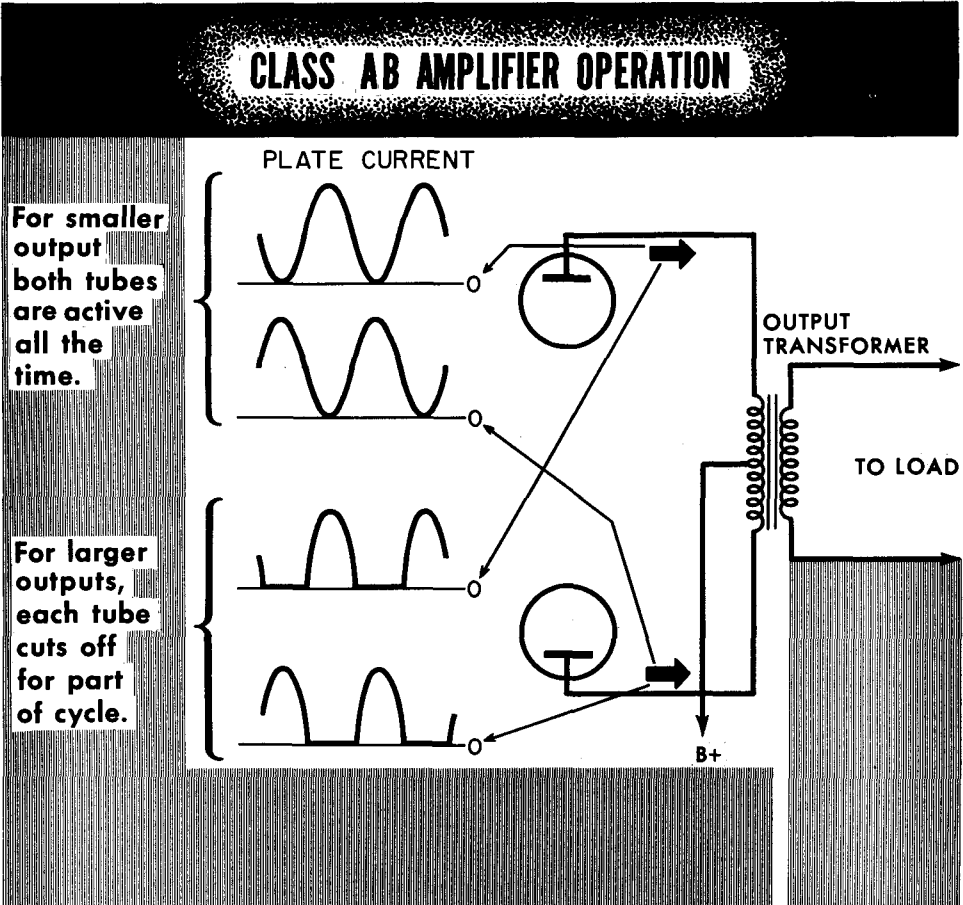 CLASS AB AMPLIFIER OPERATION
PLATE CURRENT
For smaller
output
both tubes
are active
all the
time.
O
O
OUTPUT
TRANSFORMER
TO LOAD
For larger
outputs,
each tube
cuts off
for part
of cycle.
O
O
B+